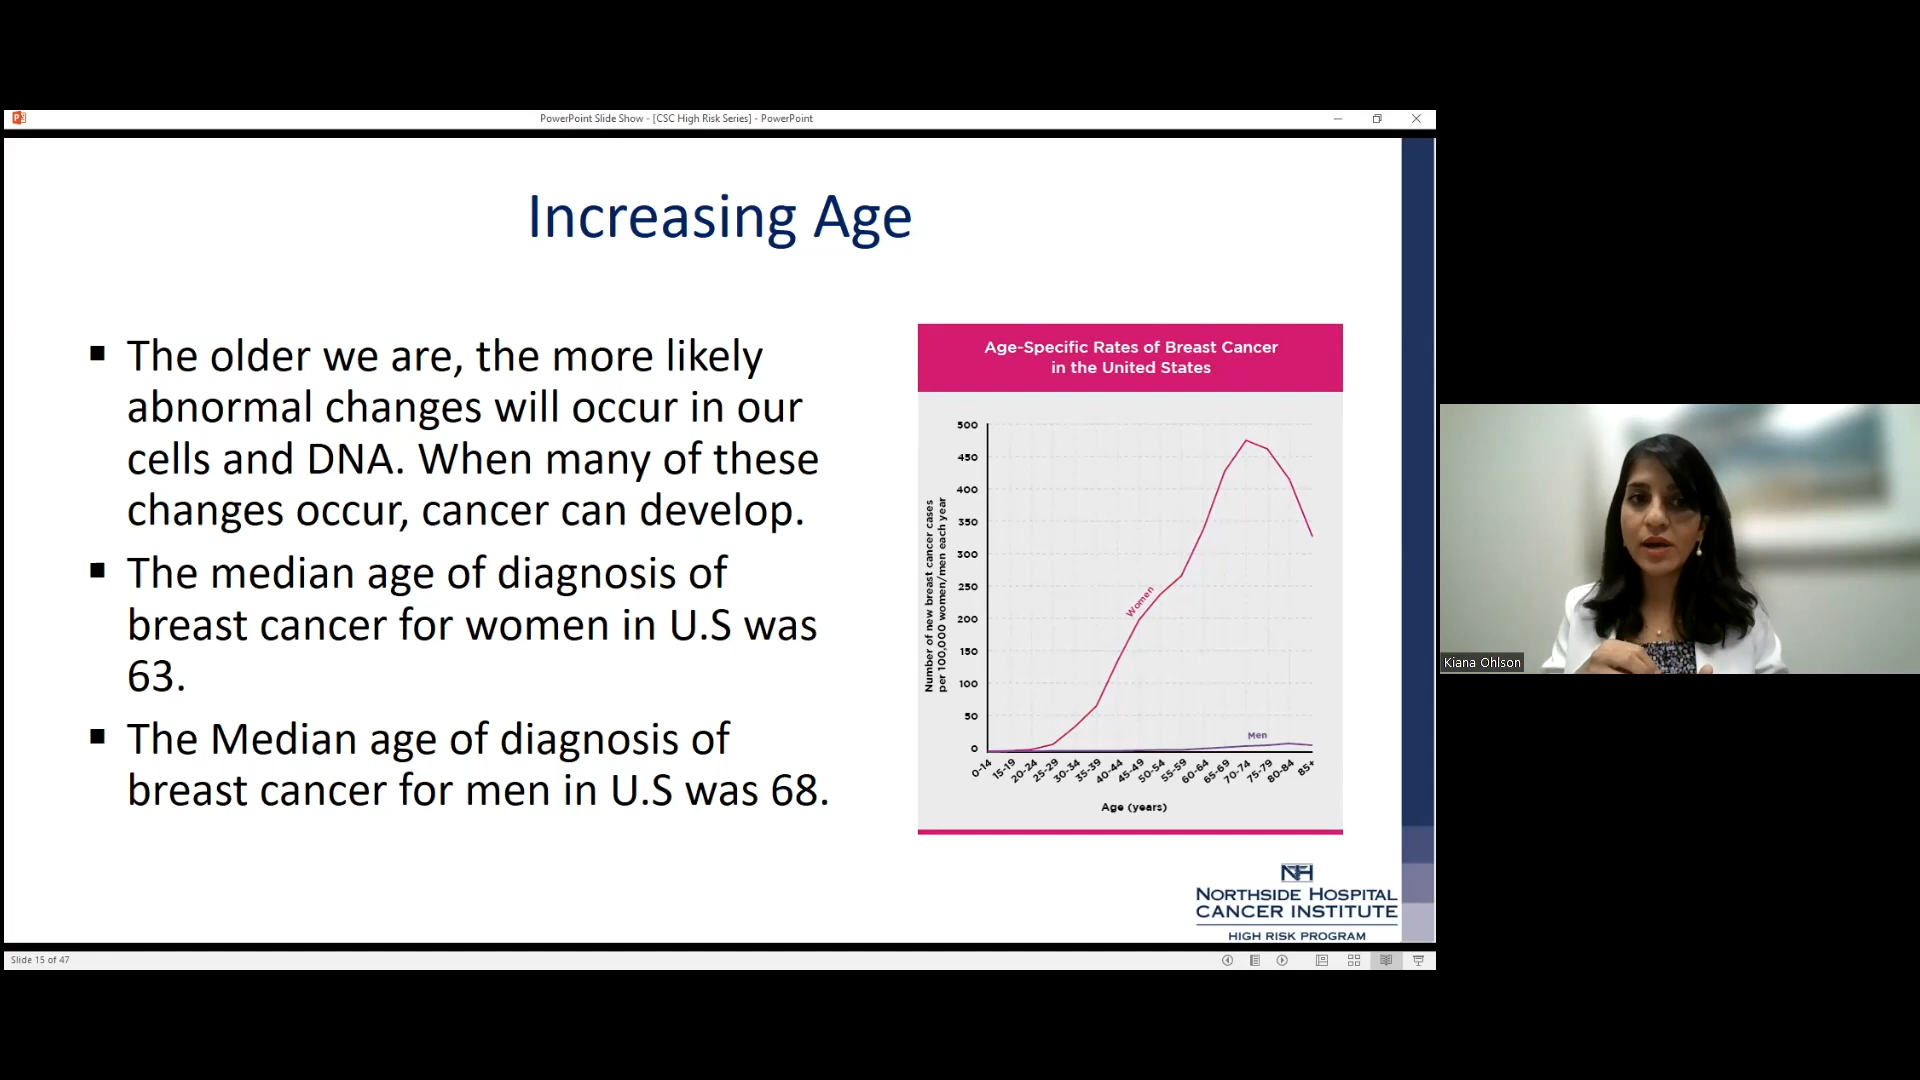 PowerPoint Slide Show - [CSC High Risk Series] - PowerPoint
Increasing Age
▪ The older we are, the more likely
abnormal changes will occur in our
cells and DNA. When many of these
changes occur, cancer can develop.
▪ The median age of diagnosis of
breast cancer for women in U.S was
63.
▪ The Median age of diagnosis of
breast cancer for men in U.S was 68.
Age-Specific Rates of Breast Cancer
in the United States
Number of new breast cancer cases
per 100,000 women/men each year
500
450
400
350
300
250
200
150
100
50
0
Women
Men
0-14 15-19 20-24 25-29 30-34 35-39 40-44 45-49 50-54 55-59 60-64 65-69 70-74 75-79 80-84 85+
Age (years)
NH
NORTHSIDE HOSPITAL
CANCER INSTITUTE
HIGH RISK PROGRAM
Slide 15 of 47
Kiana Ohlson